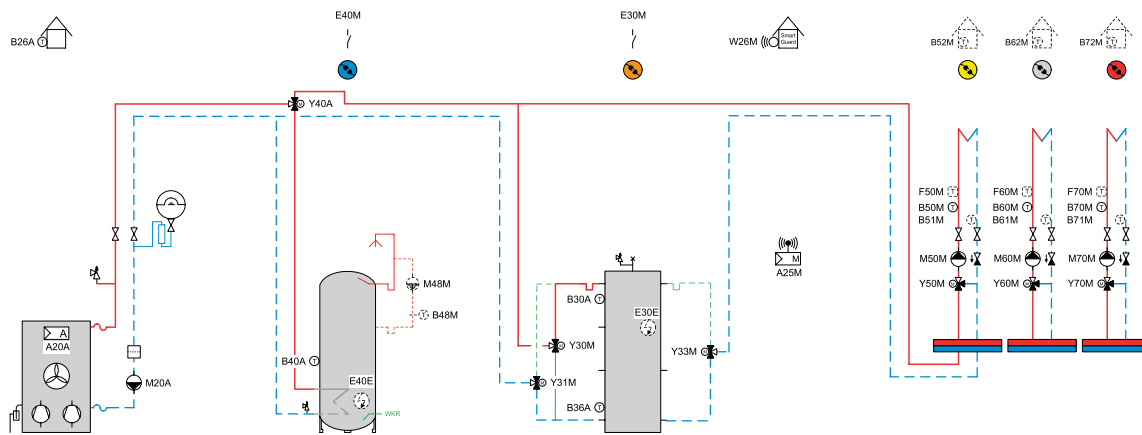 E40M
E30M
B26A
T
W26M
Smart
Guard
B52M
T
B62M
T
B72M
T
M
Y40A
F50M
T
F60M
T
F70M
T
B50M
T
B60M
T
B70M
T
B51M
T
B61M
T
B71M
T
M
A25M
M50M
M60M
M70M
M48M
Y50M
M
Y60M
M
Y70M
M
B30A
T
E30E
B48M
T
A
A20A
Y30M
M
Y33M
M
B40A
T
M20A
E40E
Y31M
M
B36A
T
WKR